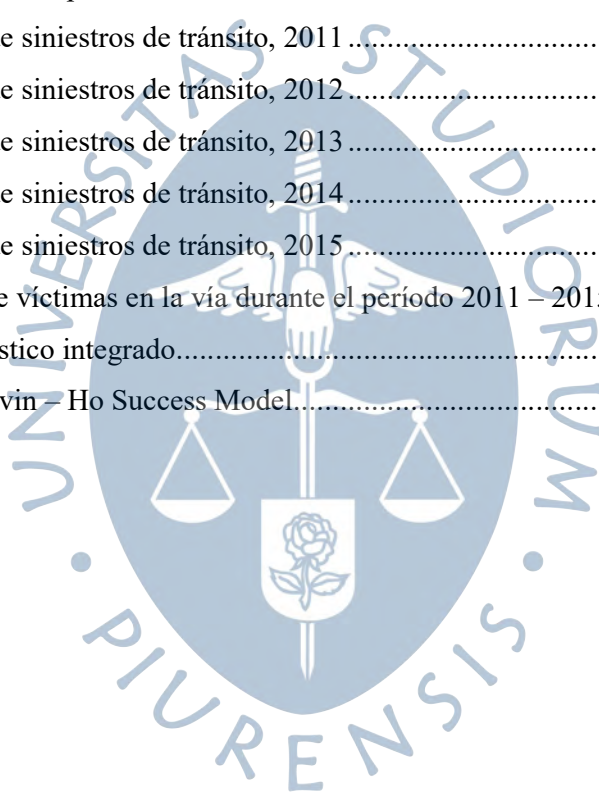 e siniestros de tránsito, 2011
e siniestros de tránsito, 2012
e siniestros de tránsito, 2013
e siniestros de tránsito, 2014
e siniestros de tránsito, 2015
e víctimas en la vía durante el período 2011 – 2015
stico integrado
vin – Ho Success Model
UNIVERSITAS STUDIORUM
PIURENSIS